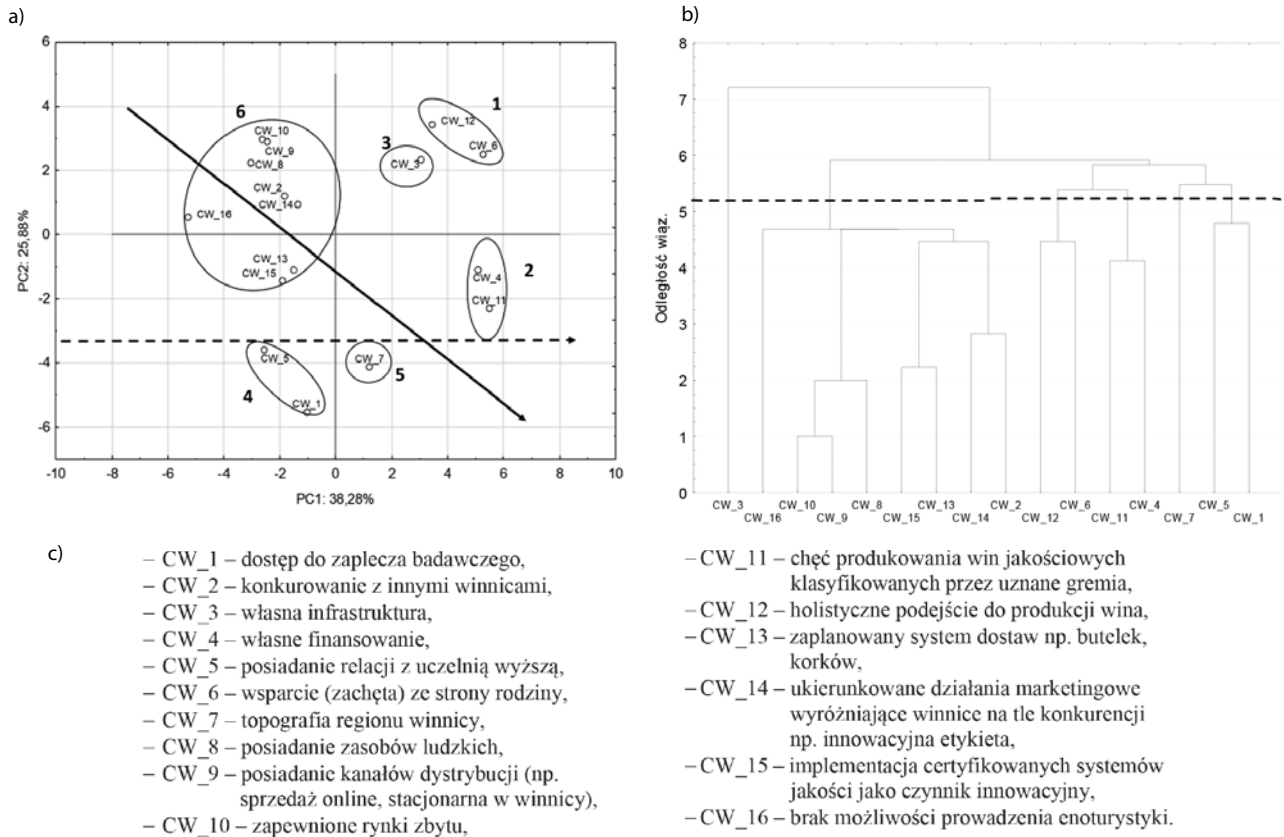 a)
6
4
2
0
-2
-4
-6
-10
-8
-6
-4
-2
0
2
4
6
8
10
PC2: 25,88%
PC1: 38,28%
6
CW_10
CW_9
CW_8
CW_2
CW_14
CW_16
CW_13
CW_15
1
CW_12
CW_6
3
CW_3
2
CW_4
CW_11
CW_5
4
CW_1
CW_7
5
b)
8
7
6
5
4
3
2
1
0
Odległość wiąz.
CW_3
CW_16
CW_10
CW_9
CW_8
CW_15
CW_13
CW_14
CW_2
CW_12
CW_6
CW_11
CW_4
CW_7
CW_5
CW_1
c)
– CW_1 – dostęp do zaplecza badawczego,
– CW_2 – konkurowanie z innymi winnicami,
– CW_3 – własna infrastruktura,
– CW_4 – własne finansowanie,
– CW_5 – posiadanie relacji z uczelnią wyższą,
– CW_6 – wsparcie (zachęta) ze strony rodziny,
– CW_7 – topografia regionu winnicy,
– CW_8 – posiadanie zasobów ludzkich,
– CW_9 – posiadanie kanałów dystrybucji (np.
sprzedaż online, stacjonarna w winnicy),
– CW_10 – zapewnione rynki zbytu,
– CW_11 – chęć produkowania win jakościowych
klasyfikowanych przez uznane gremia,
– CW_12 – holistyczne podejście do produkcji wina,
– CW_13 – zaplanowany system dostaw np. butelek,
korków,
– CW_14 – ukierunkowane działania marketingowe
wyróżniające winnice na tle konkurencji
np. innowacyjna etykieta,
– CW_15 – implementacja certyfikowanych systemów
jakości jako czynnik innowacyjny,
– CW_16 – brak możliwości prowadzenia enoturystyki.